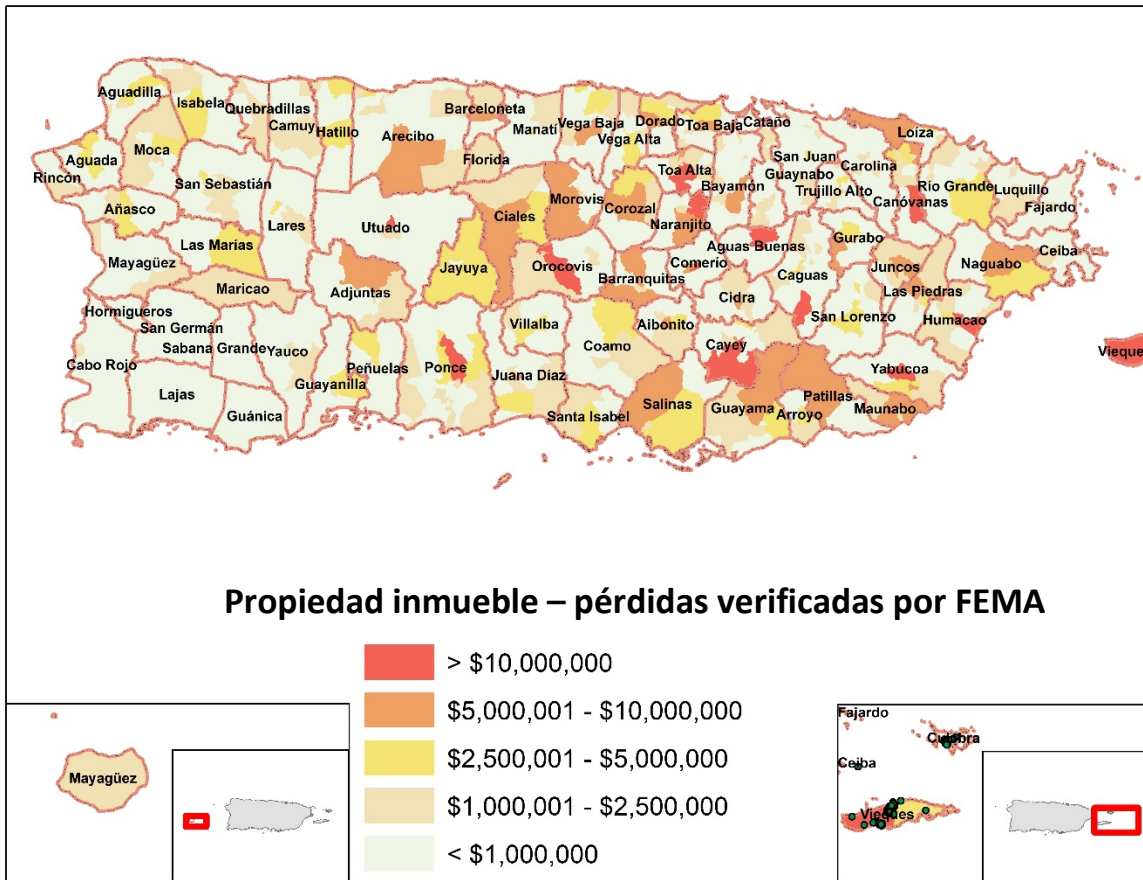 Aguadilla
Isabela
Quebradillas
Camuy
Hatillo
Arecibo
Barceloneta
Manatí
Vega Baja
Vega Alta
Dorado
Toa Baja
Cataño
Loíza
Aguada
Moca
Rincón
San Sebastián
Florida
Morovis
Corozal
Toa Alta
Bayamón
San Juan
Guaynabo
Trujillo Alto
Carolina
Canóvanas
Río Grande
Luquillo
Fajardo
Añasco
Las Marías
Lares
Utuado
Ciales
Naranjito
Aguas Buenas
Gurabo
Ceiba
Mayagüez
Maricao
Adjuntas
Jayuya
Orocovis
Barranquitas
Comerío
Caguas
Juncos
Naguabo
Las Piedras
Cidra
Hormigueros
San Germán
Sabana Grande
Cabo Rojo
Yauco
Guayanilla
Peñuelas
Ponce
Villalba
Juana Díaz
Coamo
Aibonito
Cayey
San Lorenzo
Humacao
Vieque
Yabucoa
Lajas
Guánica
Santa Isabel
Salinas
Guayama
Arroyo
Patillas
Maunabo
Propiedad inmueble – pérdidas verificadas por FEMA
> $10,000,000
$5,000,001 - $10,000,000
$2,500,001 - $5,000,000
$1,000,001 - $2,500,000
< $1,000,000
Mayagüez
Fajardo
Culebra
Ceiba
Vieques